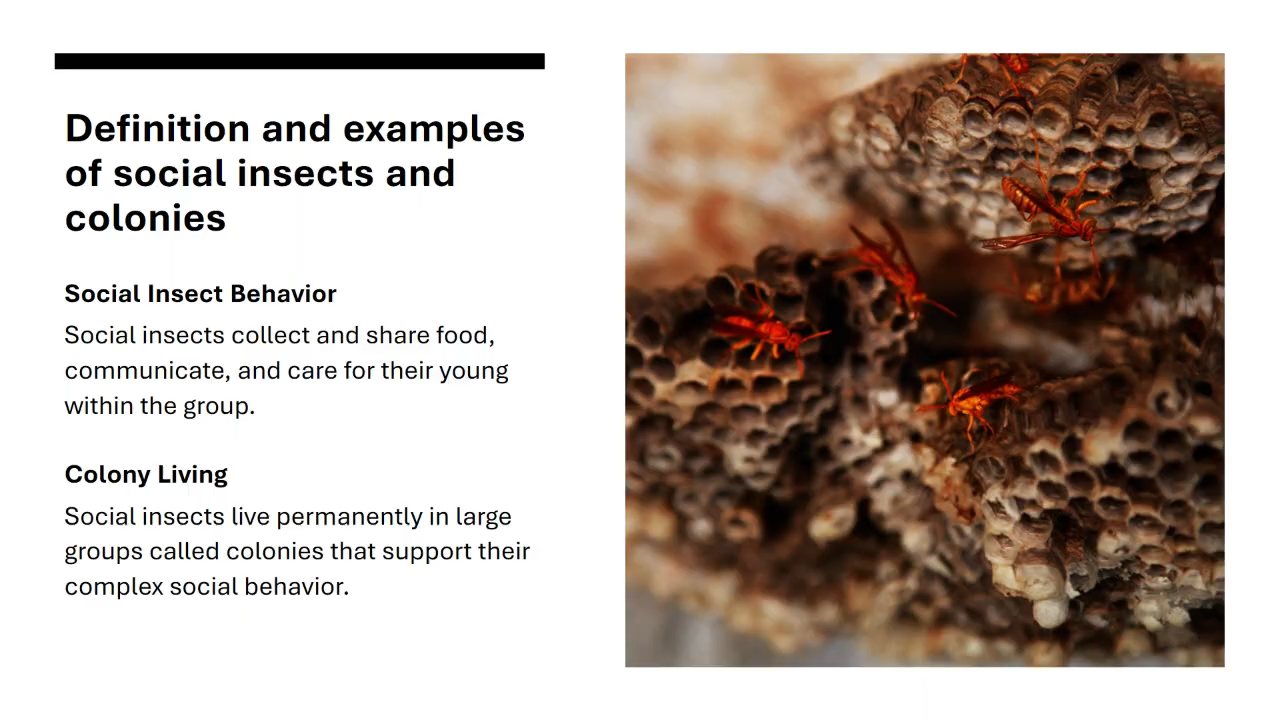 Definition and examples
of social insects and
colonies
Social Insect Behavior
Social insects collect and share food,
communicate, and care for their young
within the group.
Colony Living
Social insects live permanently in large
groups called colonies that support their
complex social behavior.